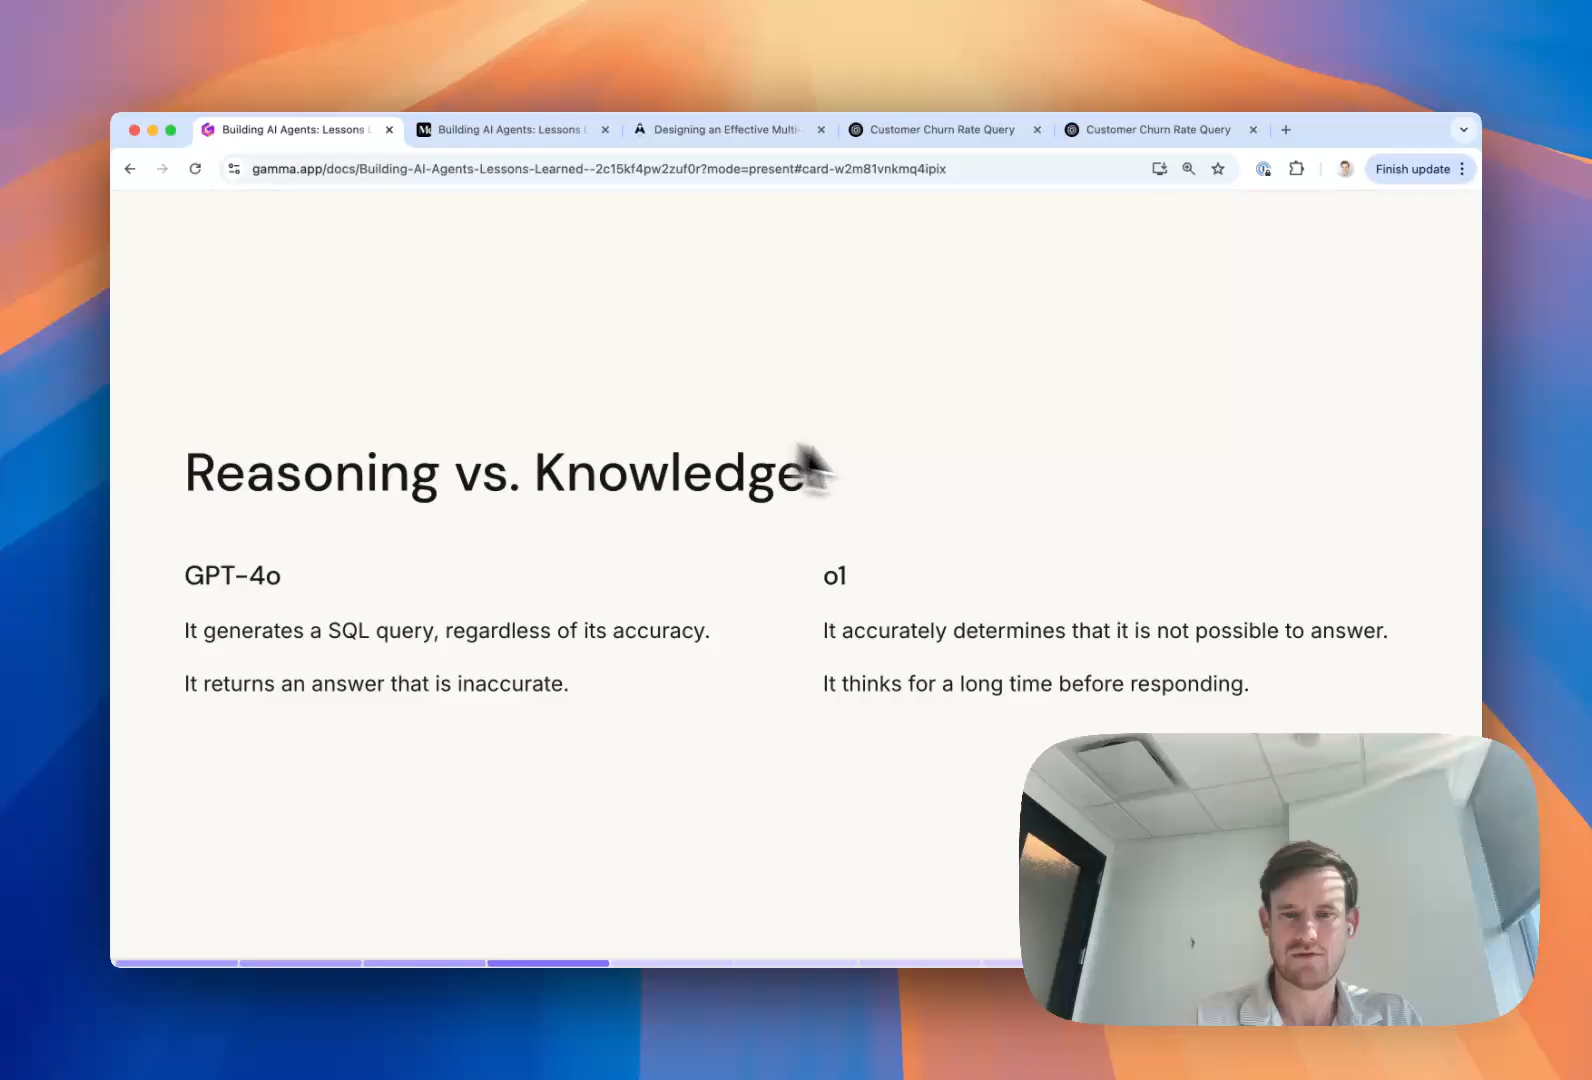 Building AI Agents: Lessons L
Building AI Agents: Lessons L
Designing an Effective Multi-
Customer Churn Rate Query
Customer Churn Rate Query
gamma.app/docs/Building-AI-Agents-Lessons-Learned--2c15kf4pw2zuf0r?mode=present#card-w2m81vnkmq4ipix
Finish update
Reasoning vs. Knowledge
GPT-4o
It generates a SQL query, regardless of its accuracy.
It returns an answer that is inaccurate.
o1
It accurately determines that it is not possible to answer.
It thinks for a long time before responding.